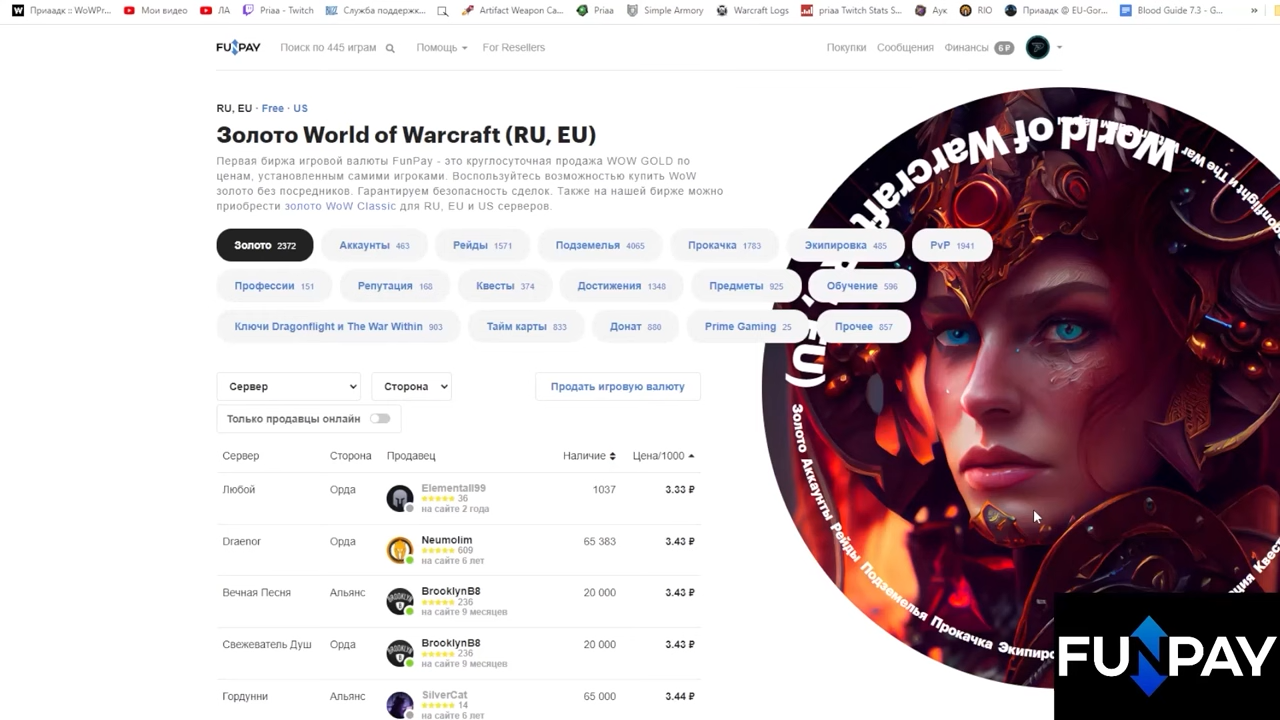 Приаадк :: WoWPr...
Мои видео
ЛА
Priaa - Twitch
Служба поддержк...
Artifact Weapon Ca...
Priaa
Simple Armory
Warcraft Logs
priaa Twitch Stats S...
Аук
RIO
Приаадк @ EU-Gor...
Blood Guide 7.3 - G...
»
FUNPAY
Поиск по 445 играм
Помощь
For Resellers
Покупки
Сообщения
Финансы 6 ₽
RU, EU · Free · US
Золото World of Warcraft (RU, EU)
Первая биржа игровой валюты FunPay - это круглосуточная продажа WOW GOLD по
ценам, установленным самими игроками. Воспользуйтесь возможностью купить WoW
золото без посредников. Гарантируем безопасность сделок. Также на нашей бирже можно
приобрести золото WoW Classic для RU, EU и US серверов.
Золото 2372
Аккаунты 463
Рейды 1571
Подземелья 4065
Прокачка 1783
Экипировка 485
PvP 1941
Профессии 151
Репутация 168
Квесты 374
Достижения 1348
Предметы 925
Обучение 596
Ключи Dragonflight и The War Within 903
Тайм карты 833
Донат 880
Prime Gaming 25
Прочее 857
World of Warcraft
EU)
Золото Аккаунты Рейды Подземелья Прокачка Экипиро
Сервер
Сторона
Продать игровую валюту
Только продавцы онлайн
Сервер Сторона Продавец Наличие Цена/1000
Любой Орда Elementall99 1037 3.33 ₽
36
на сайте 2 года
Draenor Орда Neumolim 65 383 3.43 ₽
609
на сайте 6 лет
Вечная Песня Альянс BrooklynB8 20 000 3.43 ₽
236
на сайте 9 месяцев
Свежеватель Душ Орда BrooklynB8 20 000 3.43 ₽
236
на сайте 9 месяцев
Гордунни Альянс SilverCat 65 000 3.44 ₽
14
на сайте 6 лет
FUNPAY